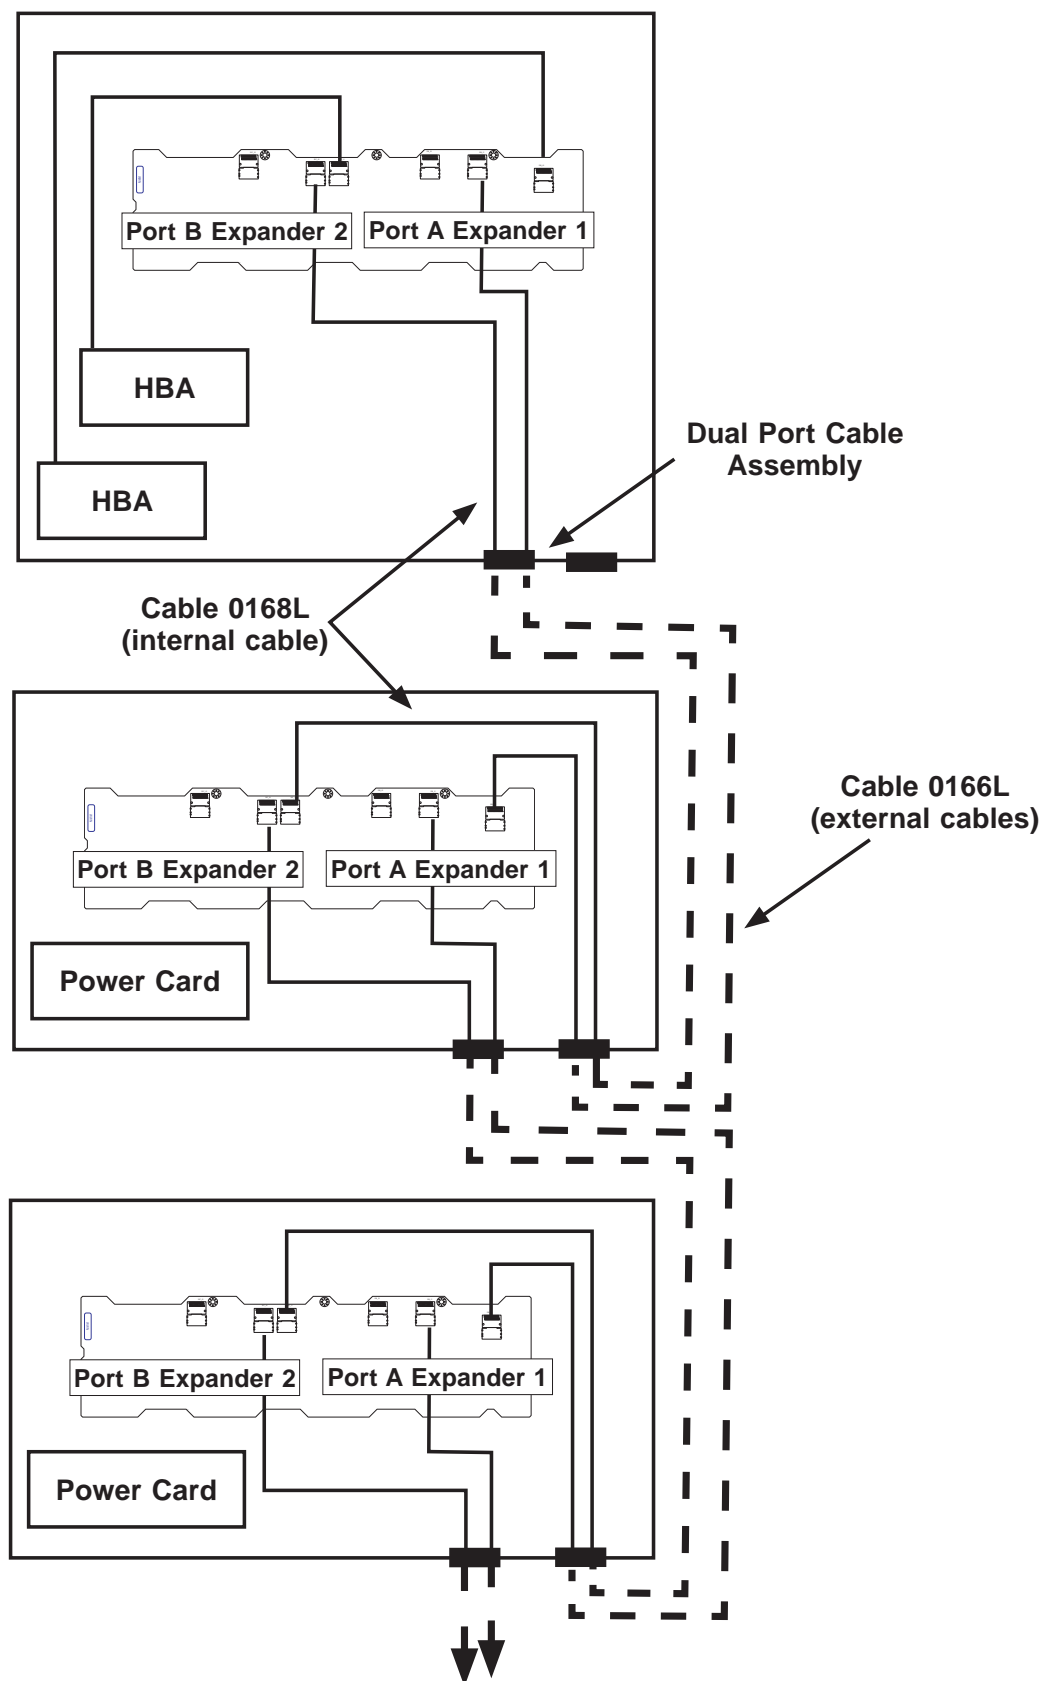 Port B Expander 2
Port A Expander 1
HBA
HBA
Dual Port Cable
Assembly
Cable 0168L
(internal cable)
Port B Expander 2
Port A Expander 1
Cable 0166L
(external cables)
Power Card
Port B Expander 2
Port A Expander 1
Power Card